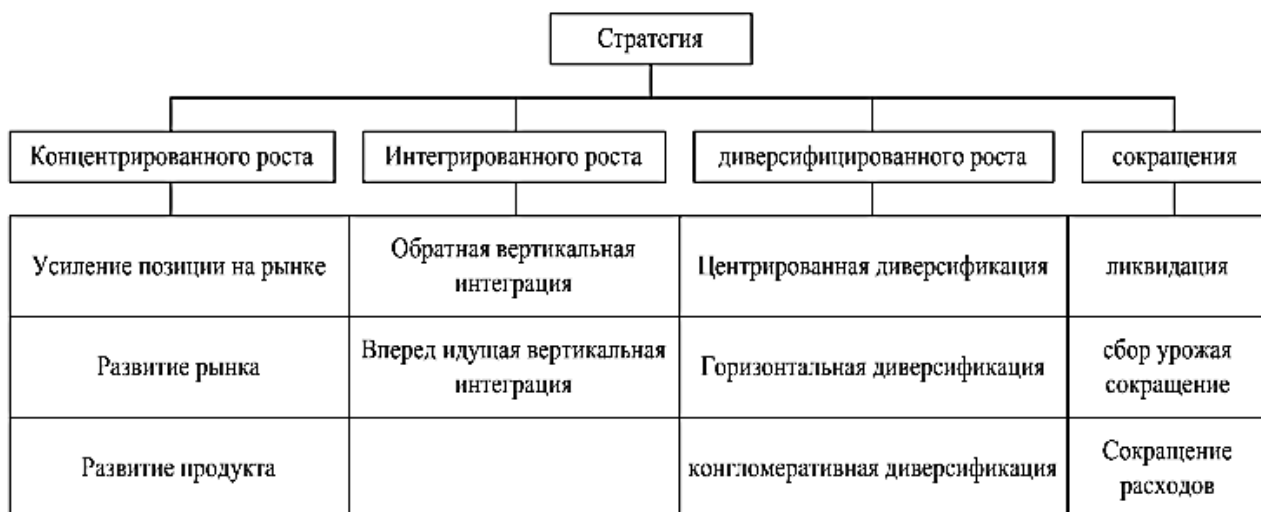 Стратегия
Концентрированного роста
Интегрированного роста
диверсифицированного роста
сокращения
Усиление позиции на рынке
Обратная вертикальная
интеграция
Центрированная диверсификация
ликвидация
Развитие рынка
Вперед идущая вертикальная
интеграция
Горизонтальная диверсификация
сбор урожая
сокращение
Развитие продукта
конгломеративная диверсификация
Сокращение
расходов